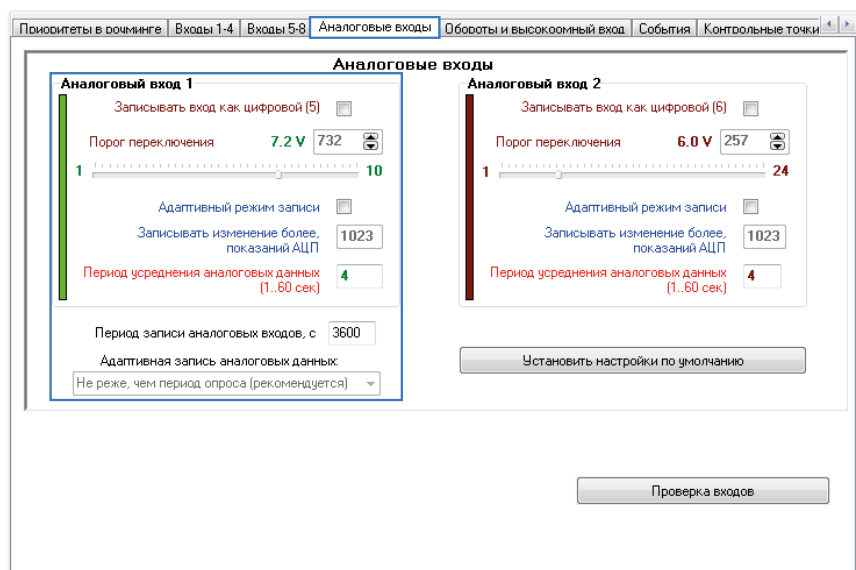 Приоритеты в роуминге Входы 1-4 Входы 5-8 Аналоговые входы Обороты и высокоомный вход События Контрольные точки
Аналоговые входы
Аналоговый вход 1
Записывать вход как цифровой (5)
Порог переключения 7.2 V 732
1 10
Адаптивный режим записи
Записывать изменение более,
показаний АЦП 1023
Период усреднения аналоговых данных
(1..60 сек) 4
Период записи аналоговых входов, с 3600
Адаптивная запись аналоговых данных:
Не реже, чем период опроса (рекомендуется)
Аналоговый вход 2
Записывать вход как цифровой (6)
Порог переключения 6.0 V 257
1 24
Адаптивный режим записи
Записывать изменение более,
показаний АЦП 1023
Период усреднения аналоговых данных
(1..60 сек) 4
Установить настройки по умолчанию
Проверка входов